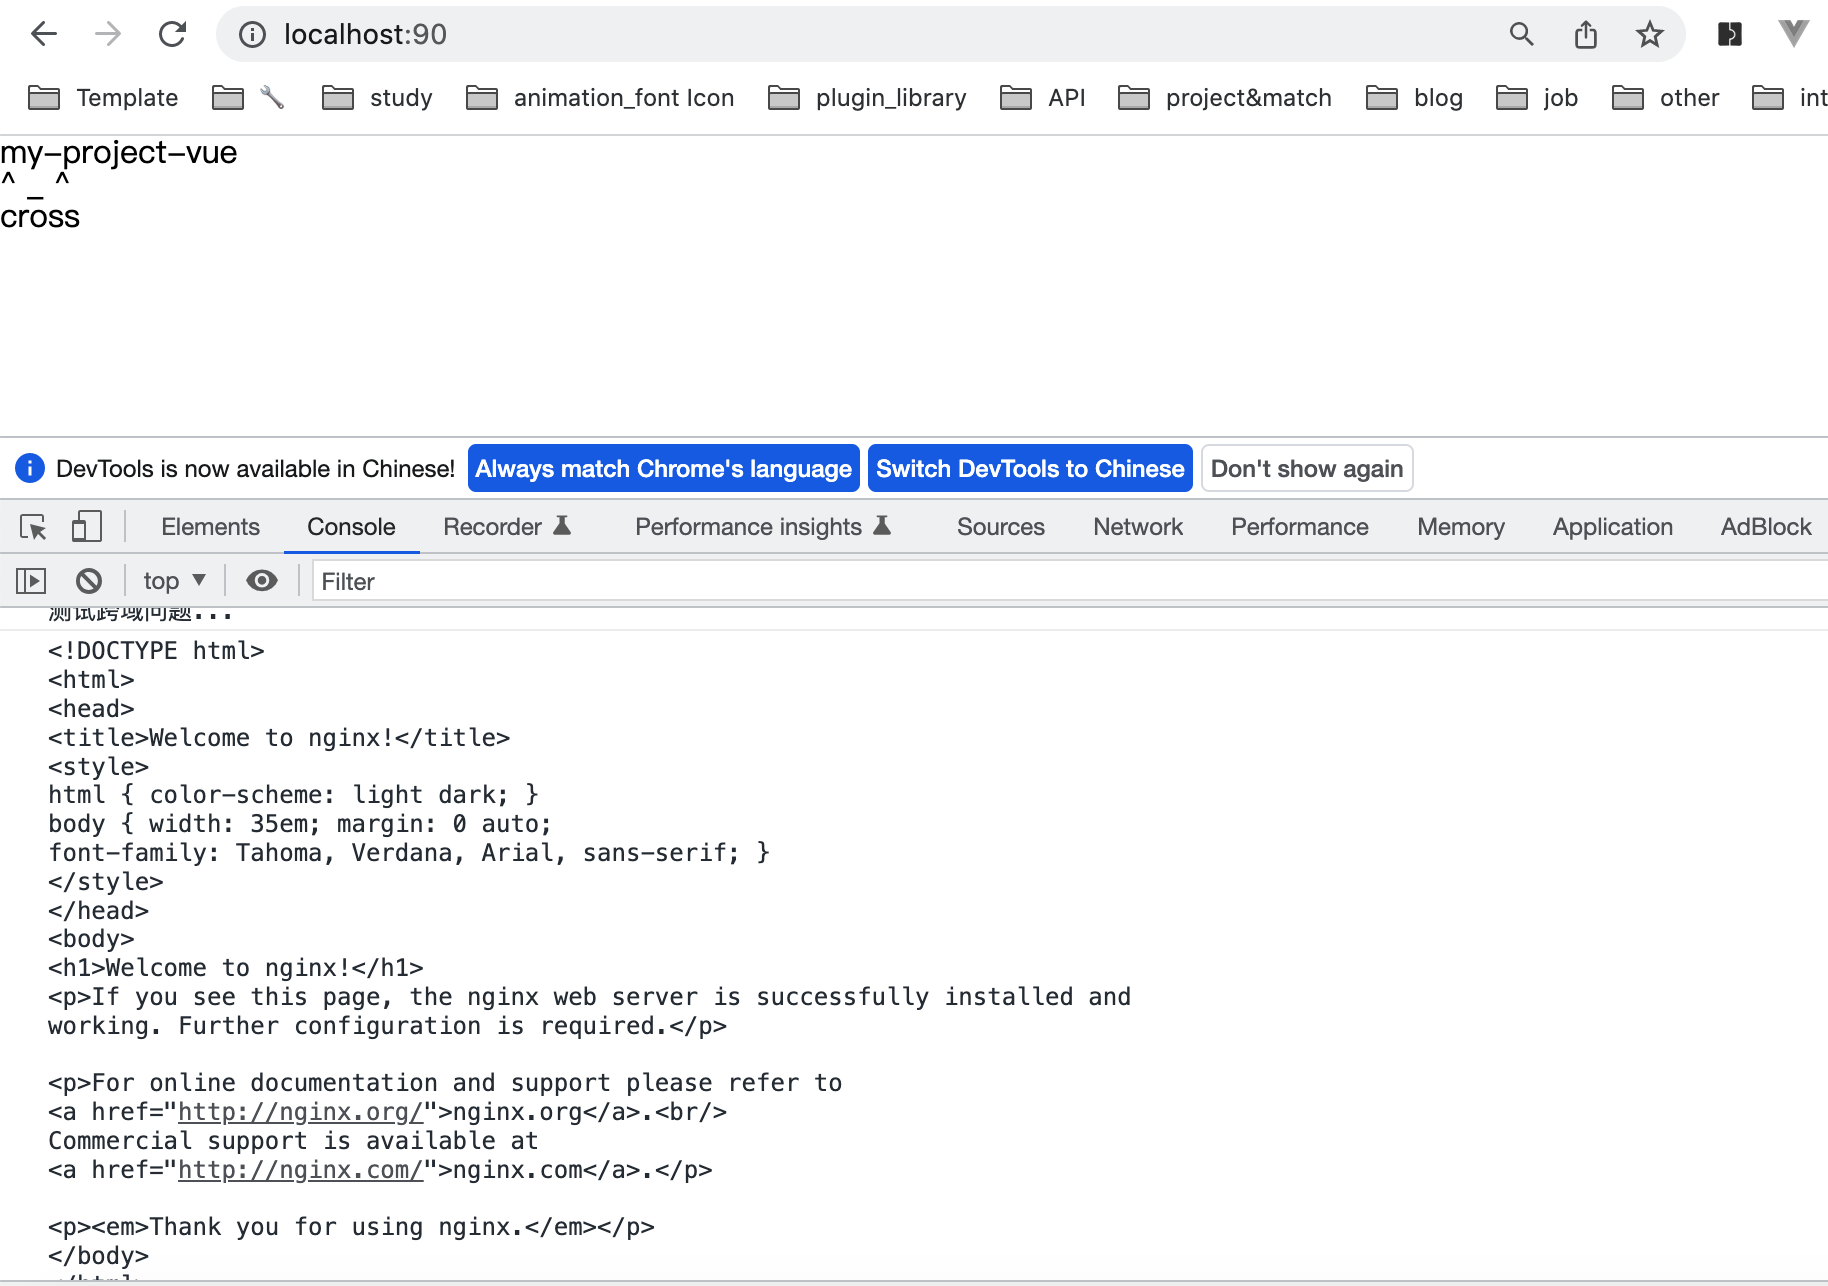 localhost:90
Template study animation_font Icon plugin_library API project&match blog job other int
my-project-vue
^ _ ^
cross
DevTools is now available in Chinese! Always match Chrome's language Switch DevTools to Chinese Don't show again
Elements Console Recorder Performance insights Sources Network Performance Memory Application AdBlock
top ▼ Filter
测试跨域问题...
<!DOCTYPE html>
<html>
<head>
<title>Welcome to nginx!</title>
<style>
html { color-scheme: light dark; }
body { width: 35em; margin: 0 auto;
font-family: Tahoma, Verdana, Arial, sans-serif; }
</style>
</head>
<body>
<h1>Welcome to nginx!</h1>
<p>If you see this page, the nginx web server is successfully installed and
working. Further configuration is required.</p>
<p>For online documentation and support please refer to
<a href="http://nginx.org/">nginx.org</a>.<br/>
Commercial support is available at
<a href="http://nginx.com/">nginx.com</a>.</p>
<p><em>Thank you for using nginx.</em></p>
</body>
</html>